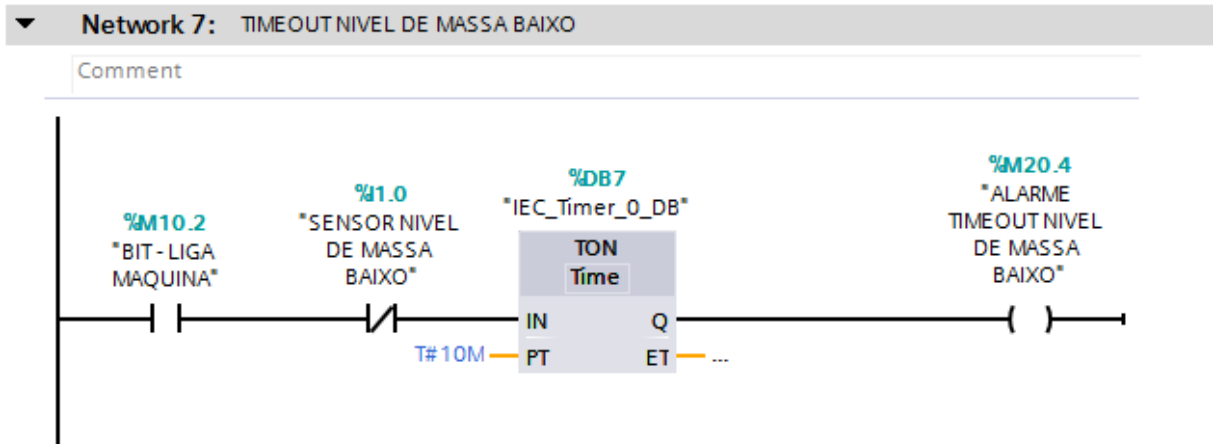 Network 7: TIMEOUT NIVEL DE MASSA BAIXO
Comment
%M10.2
"BIT - LIGA
MAQUINA"
%I1.0
"SENSOR NIVEL
DE MASSA
BAIXO"
%DB7
"IEC_Timer_0_DB"
TON
Time
IN
Q
T#10M
PT
ET
...
%M20.4
"ALARME
TIMEOUT NIVEL
DE MASSA
BAIXO"